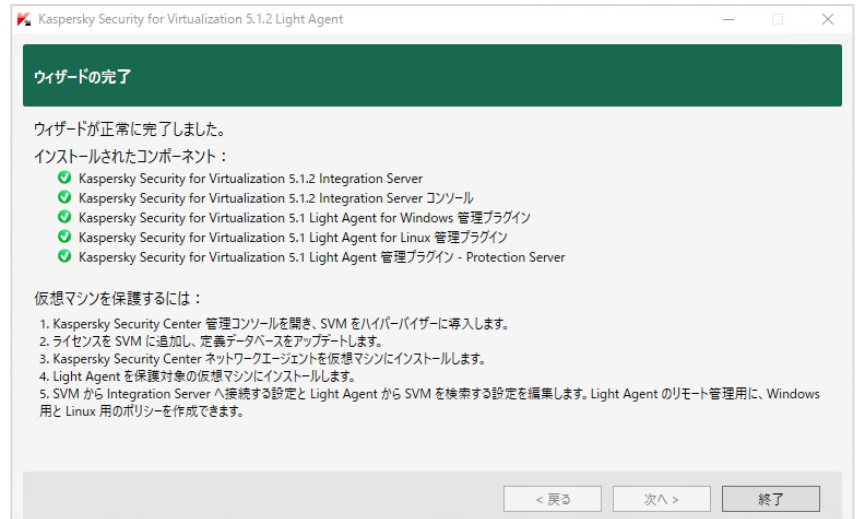 Kaspersky Security for Virtualization 5.1.2 Light Agent
ウィザードの完了
ウィザードが正常に完了しました。
インストールされたコンポーネント：
Kaspersky Security for Virtualization 5.1.2 Integration Server
Kaspersky Security for Virtualization 5.1.2 Integration Server コンソール
Kaspersky Security for Virtualization 5.1 Light Agent for Windows 管理プラグイン
Kaspersky Security for Virtualization 5.1 Light Agent for Linux 管理プラグイン
Kaspersky Security for Virtualization 5.1 Light Agent 管理プラグイン - Protection Server
仮想マシンを保護するには：
1. Kaspersky Security Center 管理コンソールを開き、SVM をハイパーバイザーに導入します。
2. ライセンスを SVM に追加し、定義データベースをアップデートします。
3. Kaspersky Security Center ネットワークエージェントを仮想マシンにインストールします。
4. Light Agent を保護対象の仮想マシンにインストールします。
5. SVM から Integration Server へ接続する設定と Light Agent から SVM を検索する設定を編集します。Light Agent のリモート管理用に、Windows
用と Linux 用のポリシーを作成できます。
< 戻る
次へ >
終了